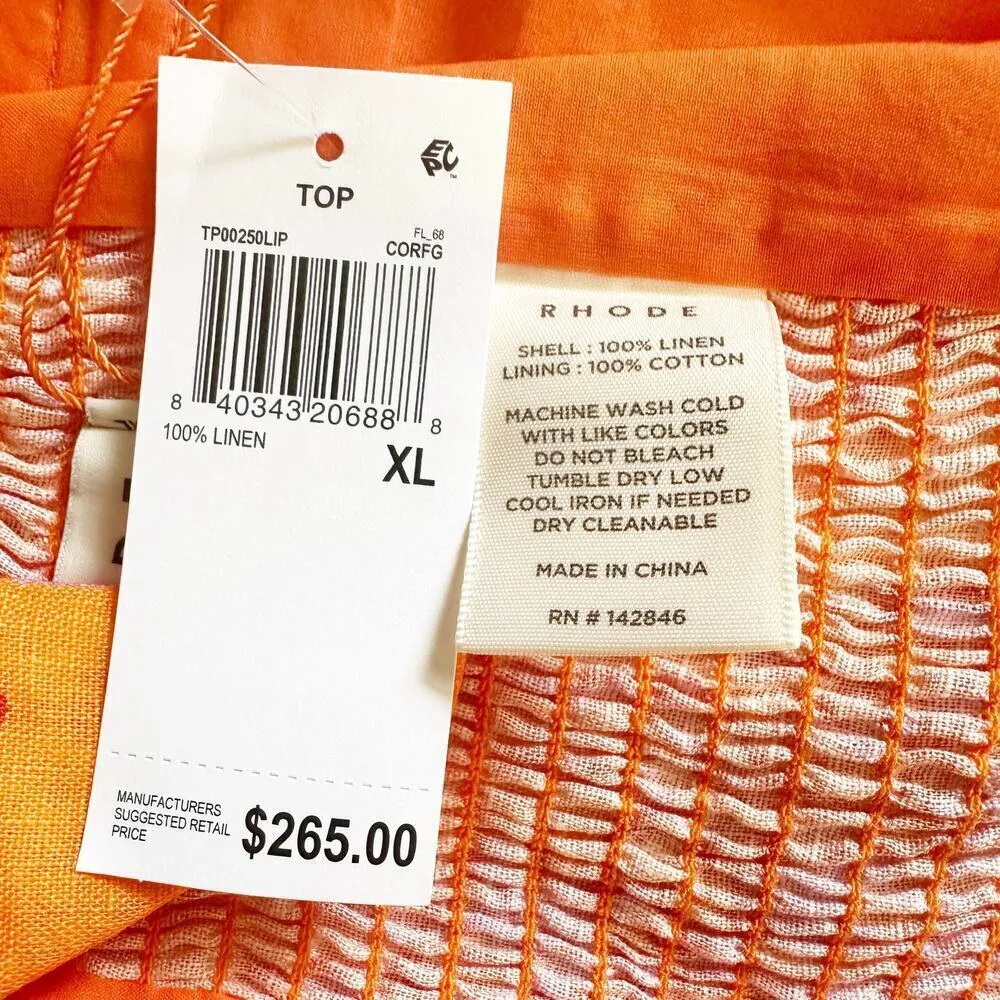 EPC
TM
TOP
TP00250LIP
FL_68
CORFG
8 40343 20688 8
100% LINEN
XL
MANUFACTURERS
SUGGESTED RETAIL
PRICE
$265.00
RHODE
SHELL : 100% LINEN
LINING : 100% COTTON
MACHINE WASH COLD
WITH LIKE COLORS
DO NOT BLEACH
TUMBLE DRY LOW
COOL IRON IF NEEDED
DRY CLEANABLE
MADE IN CHINA
RN # 142846